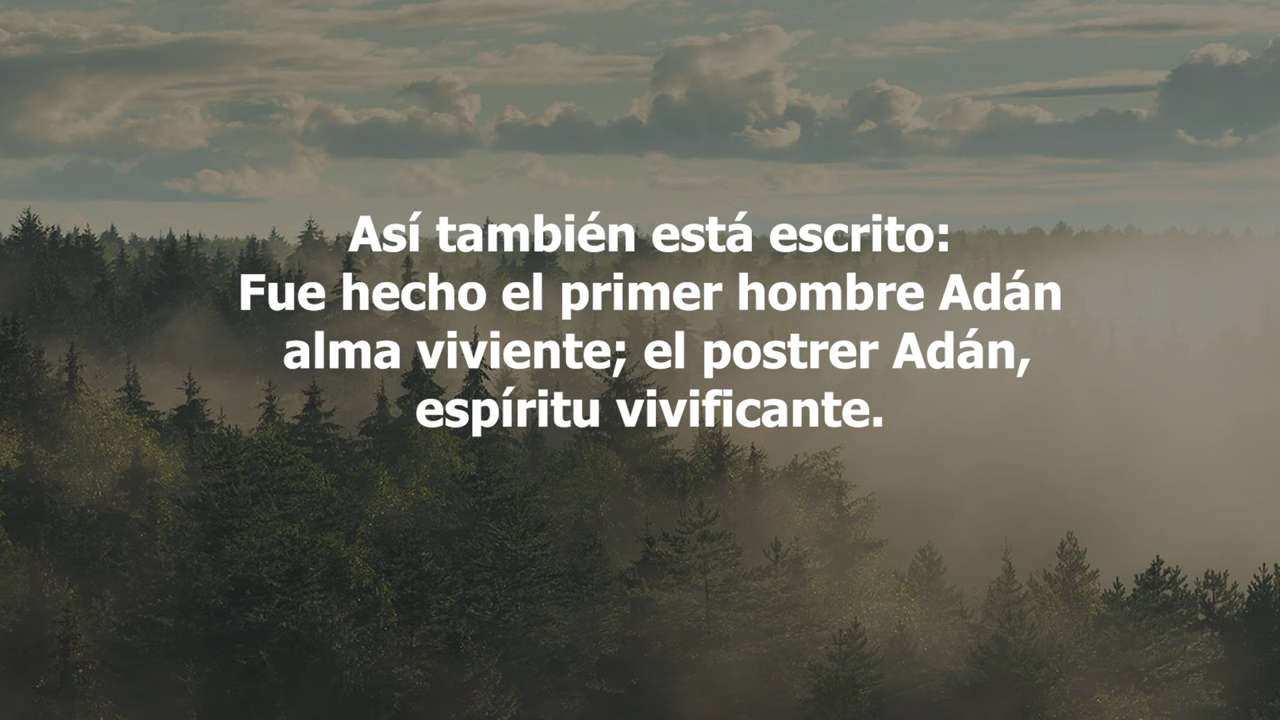 Así también está escrito:
Fue hecho el primer hombre Adán
alma viviente; el postrer Adán,
espíritu vivificante.